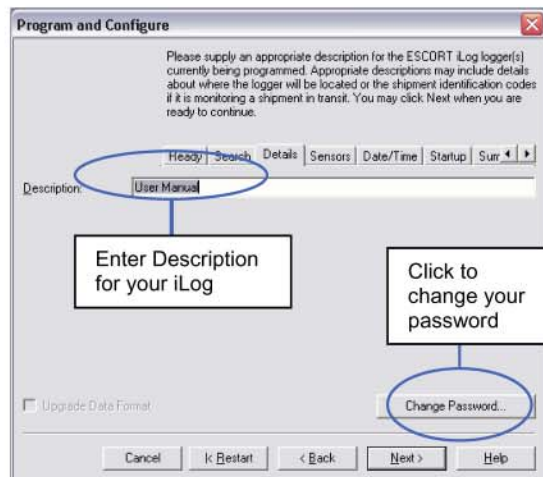 Program and Configure
Please supply an appropriate description for the ESCORT iLog logger(s)
currently being programmed. Appropriate descriptions may include details
about where the logger will be located or the shipment identification codes
if it is monitoring a shipment in transit. You may click Next when you are
ready to continue.
Ready Search Details Sensors Date/Time Startup Sum
Description: User Manual
Enter Description
for your iLog
Click to
change your
password
Upgrade Data Format
Change Password...
Cancel |< Restart < Back Next > Help